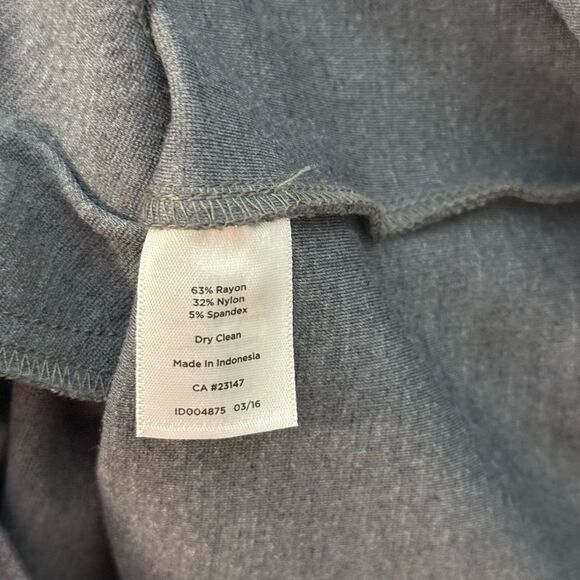 63% Rayon
32% Nylon
5% Spandex
Dry Clean
Made In Indonesia
CA #23147
ID004875 03/16